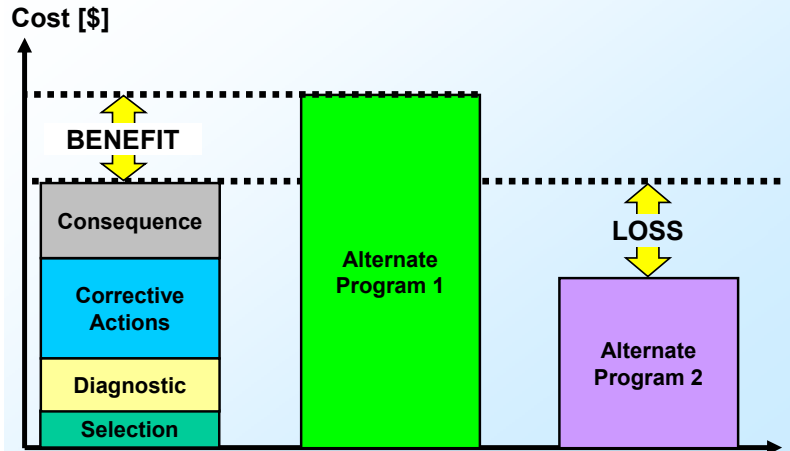 Cost [$]
BENEFIT
Consequence
Corrective
Actions
Diagnostic
Selection
Alternate
Program 1
LOSS
Alternate
Program 2